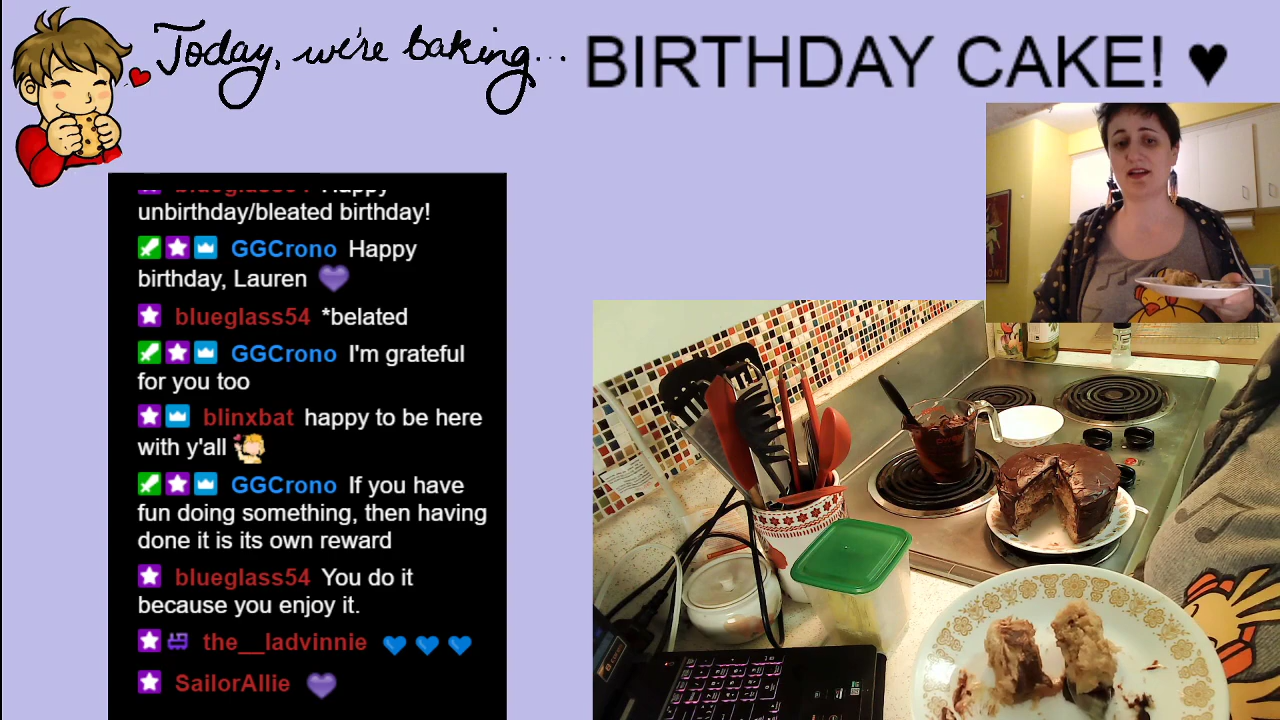 Today, we're baking... BIRTHDAY CAKE! ♥
unbirthday/bleated birthday!
GGCrono Happy
birthday, Lauren
blueglass54 *belated
GGCrono I'm grateful
for you too
blinxbat happy to be here
with y'all
GGCrono If you have
fun doing something, then having
done it is its own reward
blueglass54 You do it
because you enjoy it.
the__ladvinnie
SailorAllie